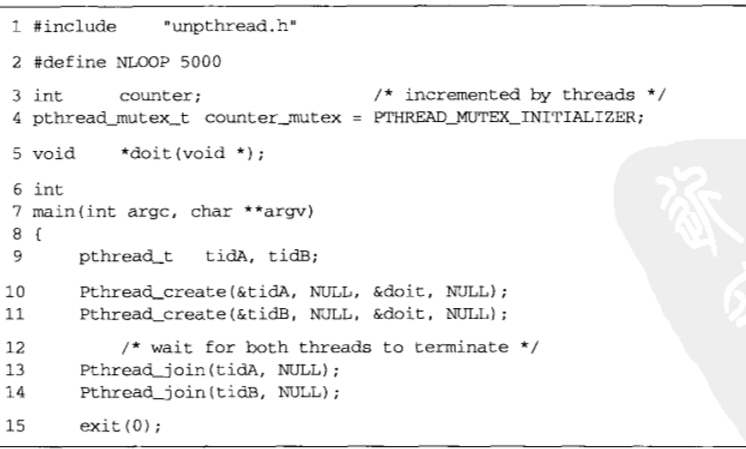 1 #include "unpthread.h"
2 #define NLOOP 5000
3 int counter; /* incremented by threads */
4 pthread_mutex_t counter_mutex = PTHREAD_MUTEX_INITIALIZER;
5 void *doit(void *);
6 int
7 main(int argc, char **argv)
8 {
9 pthread_t tidA, tidB;
10 Pthread_create(&tidA, NULL, &doit, NULL);
11 Pthread_create(&tidB, NULL, &doit, NULL);
12 /* wait for both threads to terminate */
13 Pthread_join(tidA, NULL);
14 Pthread_join(tidB, NULL);
15 exit(0);